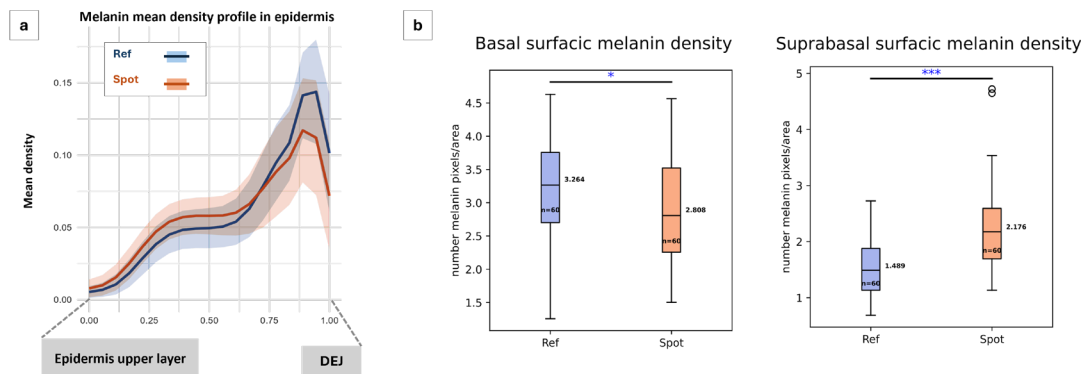 a
Melanin mean density profile in epidermis
Ref
Spot
Mean density
0.15
0.10
0.05
0.00
0.00
0.25
0.50
0.75
1.00
Epidermis upper layer
DEJ
b
Basal surfacic melanin density
number melanin pixels/area
4.5
4.0
3.5
3.0
2.5
2.0
1.5
*
3.264
n=60
2.808
n=60
Ref
Spot
Suprabasal surfacic melanin density
number melanin pixels/area
5
4
3
2
1
***
1.489
n=60
2.176
n=60
Ref
Spot